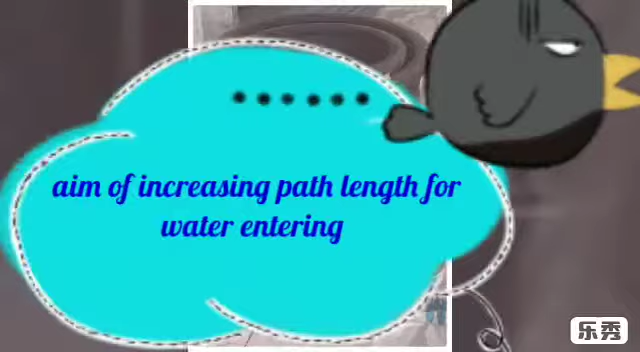 aim of increasing path length for
water entering
乐秀